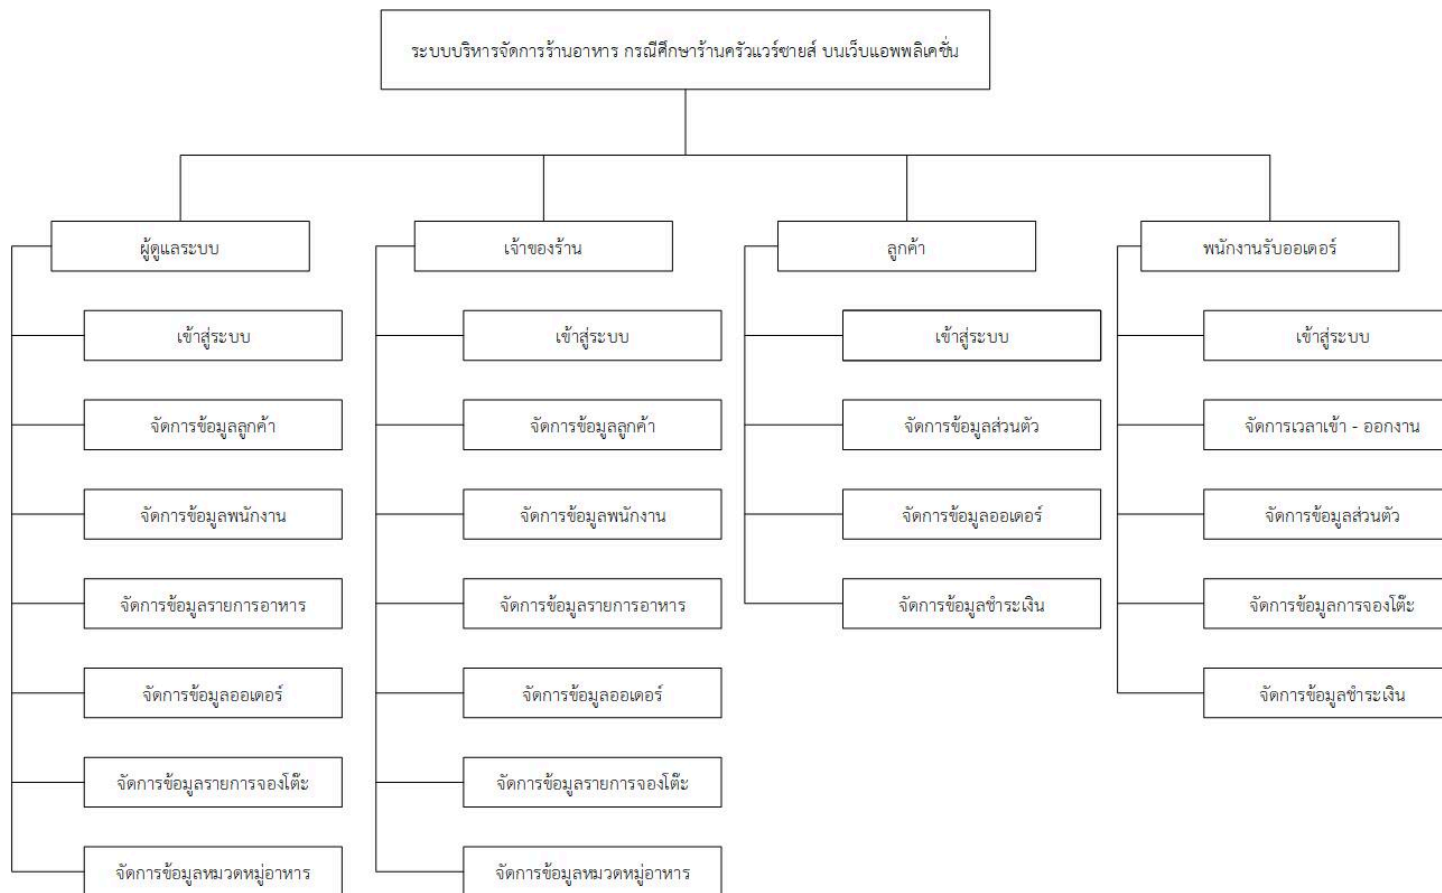 ระบบบริหารจัดการร้านอาหาร กรณีศึกษาร้านครัวแวร์ซายส์ บนเว็บแอพพลิเคชั่น
ผู้ดูแลระบบ
เข้าสู่ระบบ
จัดการข้อมูลลูกค้า
จัดการข้อมูลพนักงาน
จัดการข้อมูลรายการอาหาร
จัดการข้อมูลออเดอร์
จัดการข้อมูลรายการจองโต๊ะ
จัดการข้อมูลหมวดหมู่อาหาร
เจ้าของร้าน
เข้าสู่ระบบ
จัดการข้อมูลลูกค้า
จัดการข้อมูลพนักงาน
จัดการข้อมูลรายการอาหาร
จัดการข้อมูลออเดอร์
จัดการข้อมูลรายการจองโต๊ะ
จัดการข้อมูลหมวดหมู่อาหาร
ลูกค้า
เข้าสู่ระบบ
จัดการข้อมูลส่วนตัว
จัดการข้อมูลออเดอร์
จัดการข้อมูลชำระเงิน
พนักงานรับออเดอร์
เข้าสู่ระบบ
จัดการเวลาเข้า - ออกงาน
จัดการข้อมูลส่วนตัว
จัดการข้อมูลการจองโต๊ะ
จัดการข้อมูลชำระเงิน